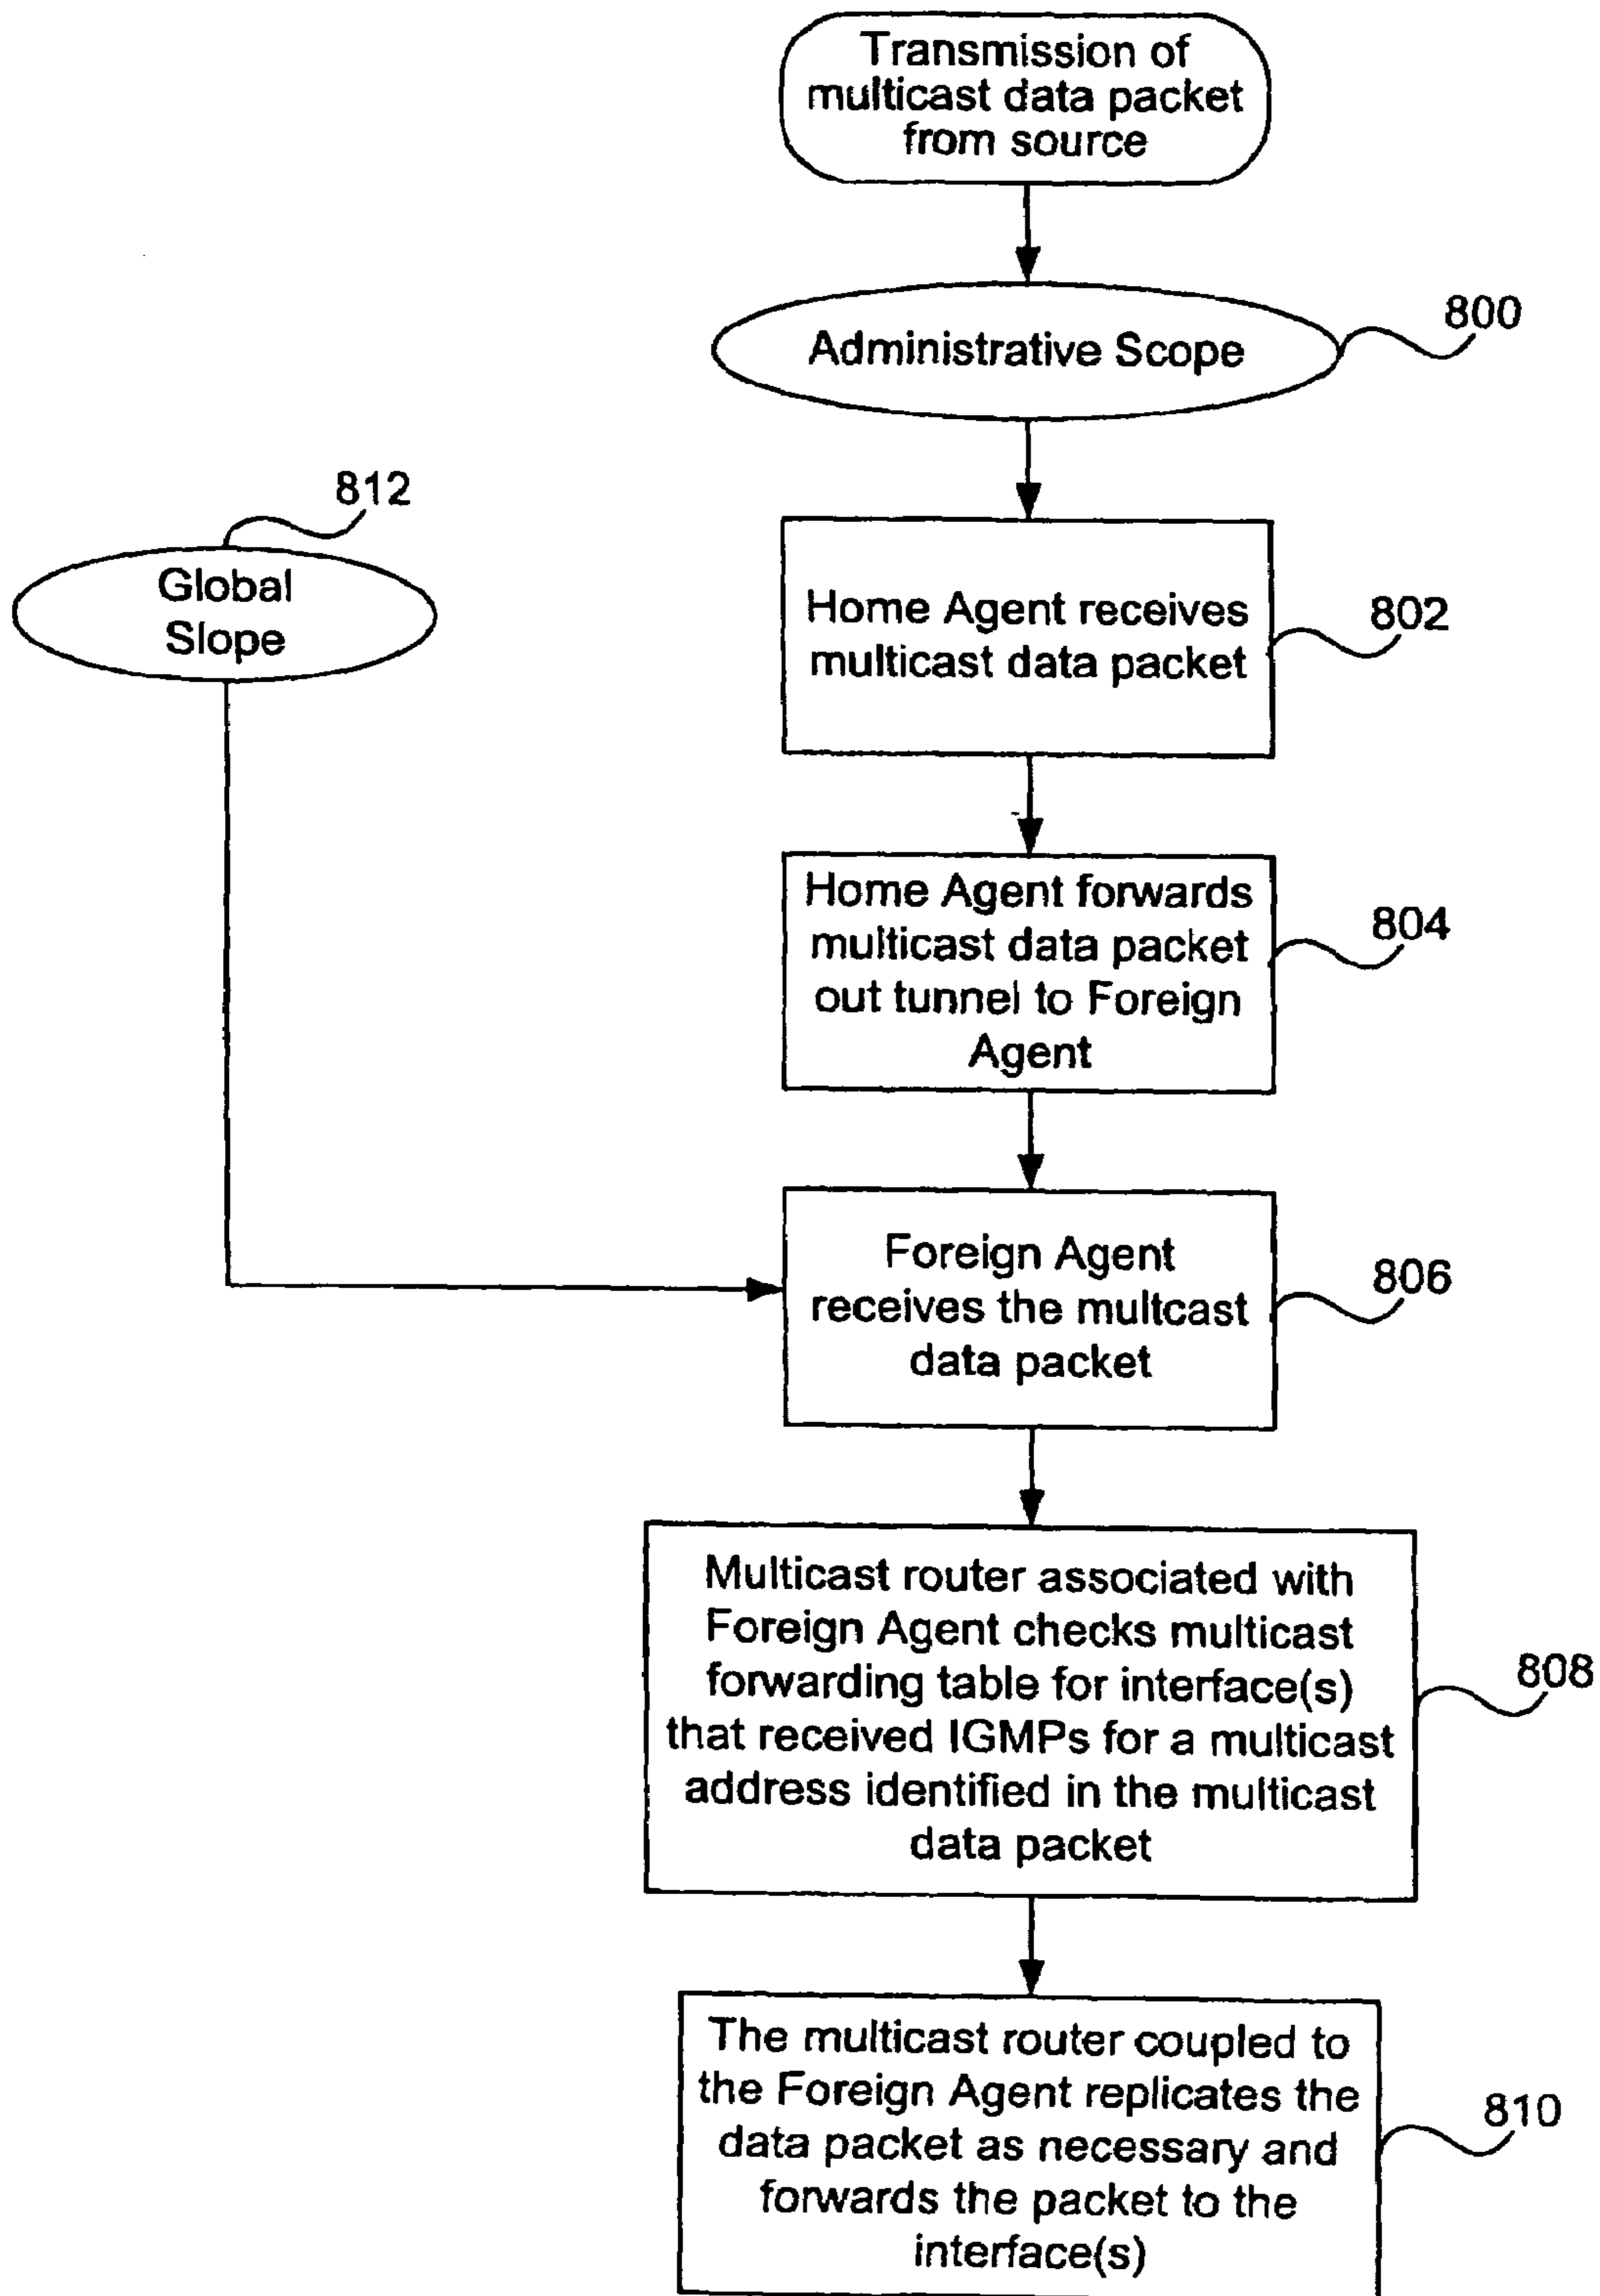 Transmission of
multicast data packet
from source
800
Administrative Scope
812
Global
Slope
Home Agent receives
multicast data packet
802
Home Agent forwards
multicast data packet
out tunnel to Foreign
Agent
804
Foreign Agent
receives the multcast
data packet
806
Multicast router associated with
Foreign Agent checks multicast
forwarding table for interface(s)
that received IGMPs for a multicast
address identified in the multicast
data packet
808
The multicast router coupled to
the Foreign Agent replicates the
data packet as necessary and
forwards the packet to the
interface(s)
810